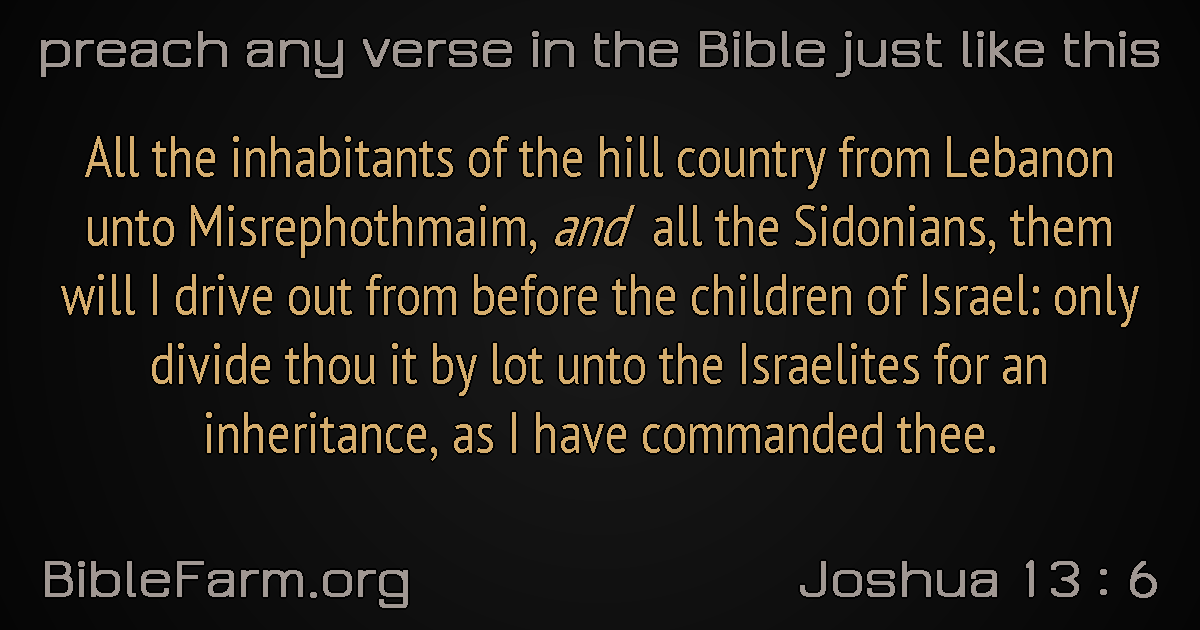 preach any verse in the Bible just like this
All the inhabitants of the hill country from Lebanon
unto Misrephothmaim, and all the Sidonians, them
will I drive out from before the children of Israel: only
divide thou it by lot unto the Israelites for an
inheritance, as I have commanded thee.
BibleFarm.org
Joshua 13 : 6